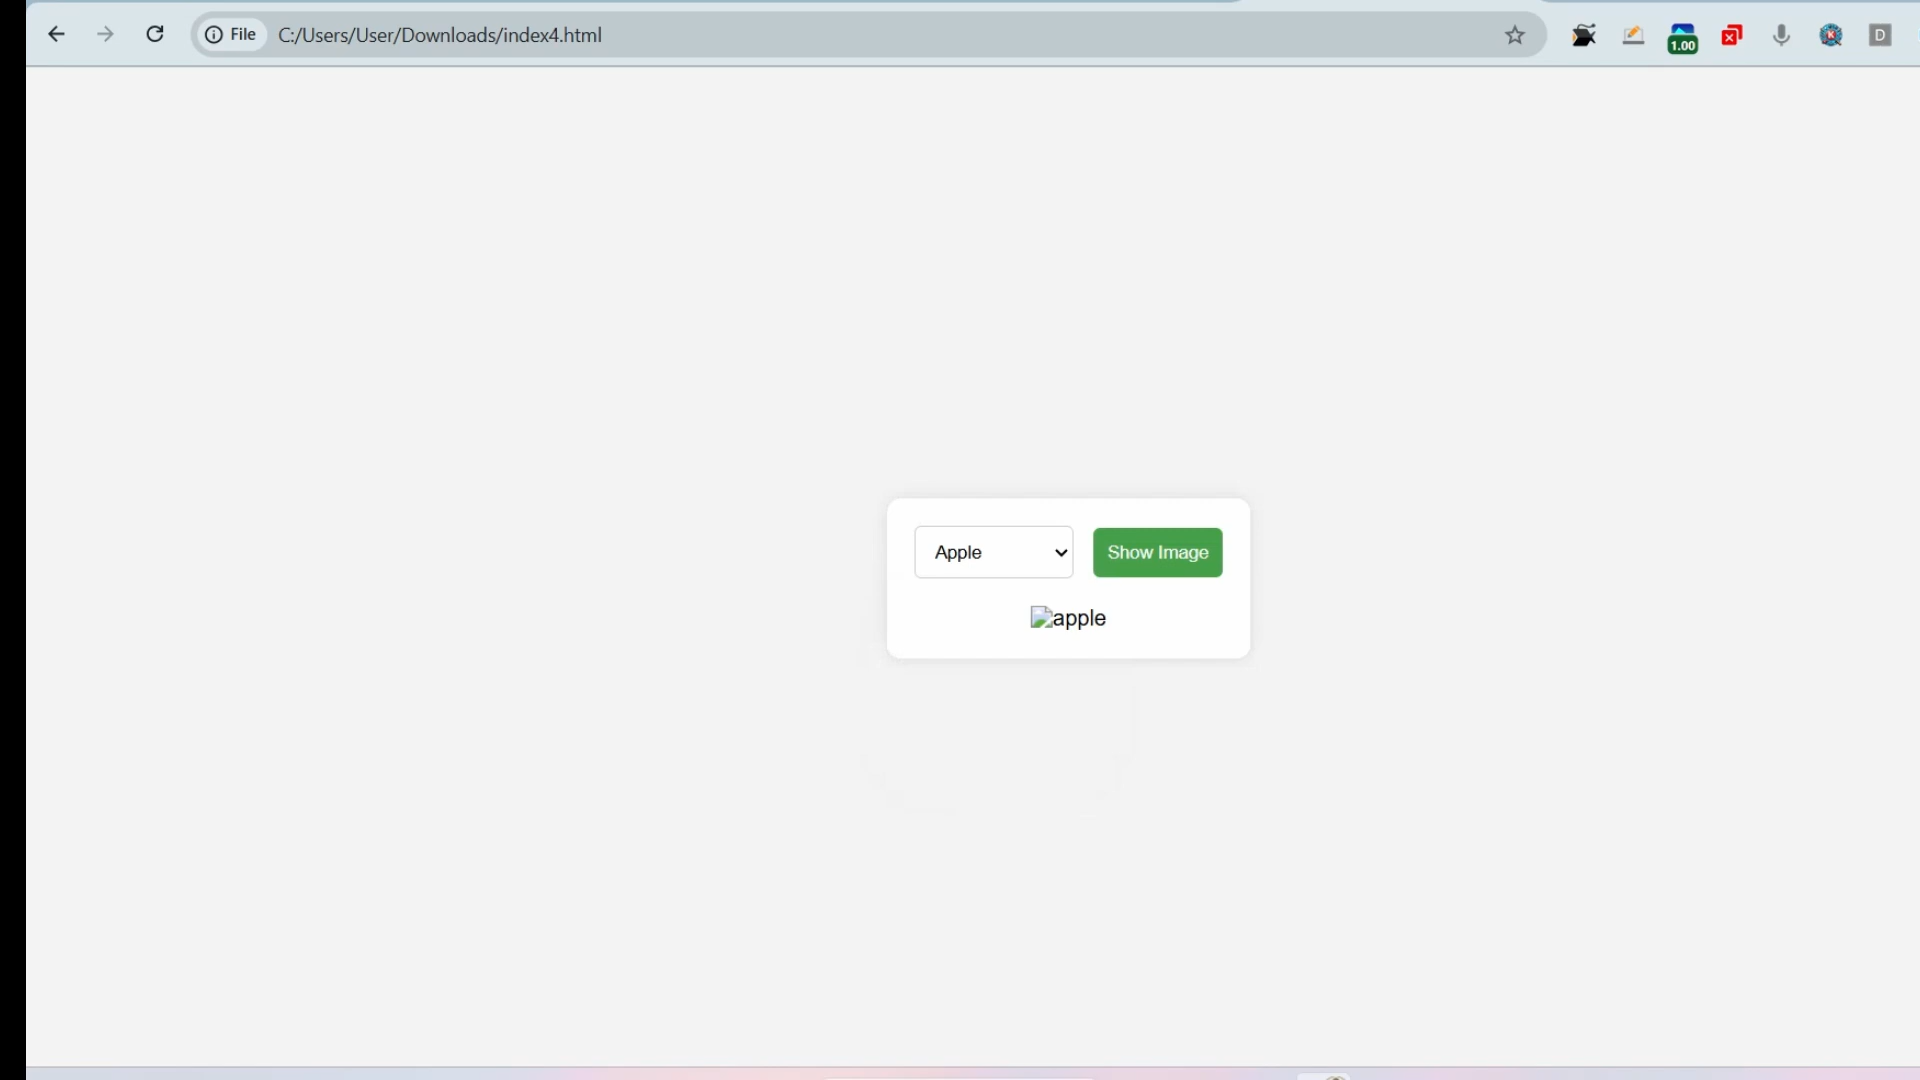 File C:/Users/User/Downloads/index4.html
1.00
K
D
Apple Show Image
apple